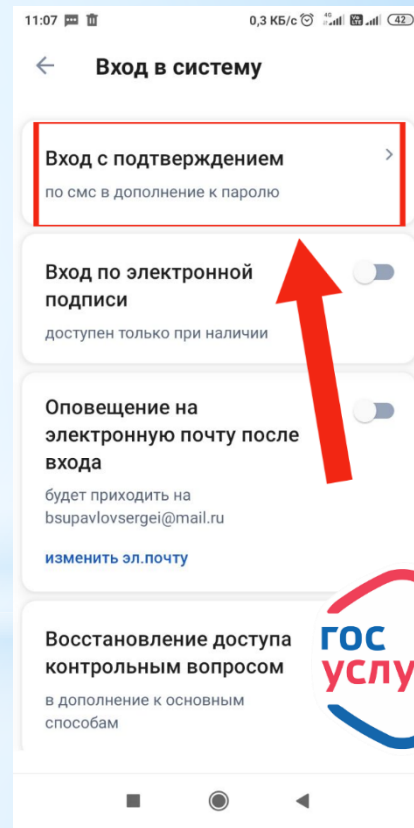 11:07 0,3 КБ/с 4G 42
Вход в систему
Вход с подтверждением
по смс в дополнение к паролю
Вход по электронной
подписи
доступен только при наличии
Оповещение на
электронную почту после
входа
будет приходить на
bsupavlovsergei@mail.ru
изменить эл.почту
Восстановление доступа
контрольным вопросом
в дополнение к основным
способам
гос
услу